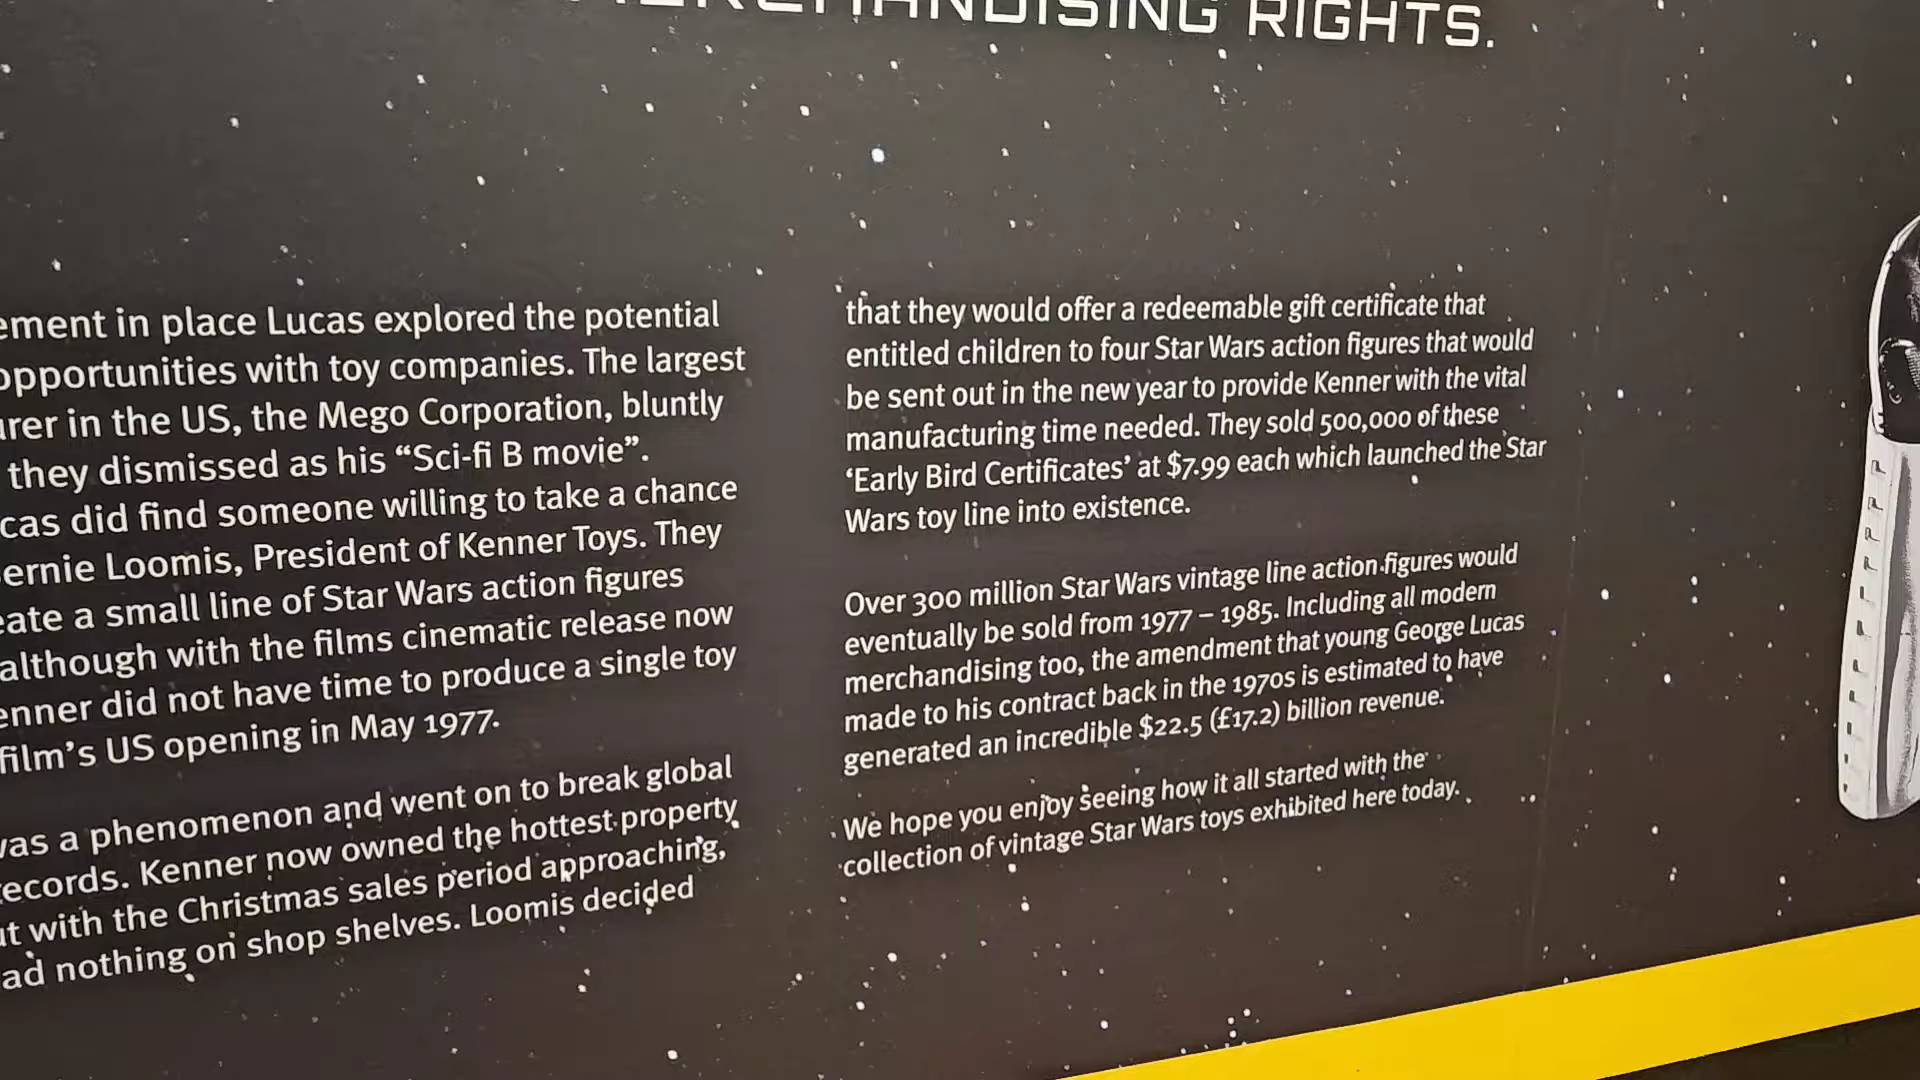 MERCHANDISING RIGHTS.
in place Lucas explored the potential
opportunities with toy companies. The largest
in the US, the Mego Corporation, bluntly
they dismissed as his “Sci-fi B movie”.
did find someone willing to take a chance
Loomis, President of Kenner Toys. They
a small line of Star Wars action figures
although with the films cinematic release now
did not have time to produce a single toy
film’s US opening in May 1977.
was a phenomenon and went on to break global
records. Kenner now owned the hottest property
with the Christmas sales period approaching,
nothing on shop shelves. Loomis decided
that they would offer a redeemable gift certificate that
entitled children to four Star Wars action figures that would
be sent out in the new year to provide Kenner with the vital
manufacturing time needed. They sold 500,000 of these
‘Early Bird Certificates’ at $7.99 each which launched the Star
Wars toy line into existence.
Over 300 million Star Wars vintage line action figures would
eventually be sold from 1977 – 1985. Including all modern
merchandising too, the amendment that young George Lucas
made to his contract back in the 1970s is estimated to have
generated an incredible $22.5 (£17.2) billion revenue.
We hope you enjoy seeing how it all started with the
collection of vintage Star Wars toys exhibited here today.